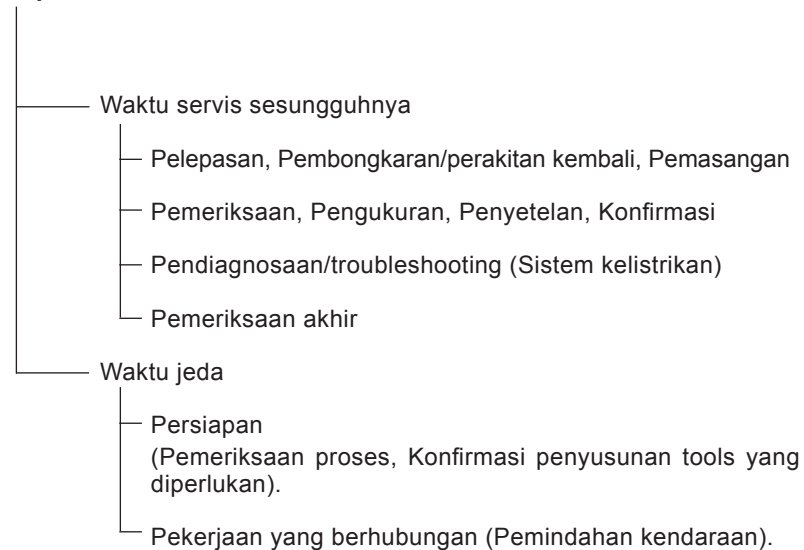 Waktu servis sesungguhnya
Pelepasan, Pembongkaran/perakitan kembali, Pemasangan
Pemeriksaan, Pengukuran, Penyetelan, Konfirmasi
Pendiagnosaan/troubleshooting (Sistem kelistrikan)
Pemeriksaan akhir
Waktu jeda
Persiapan
(Pemeriksaan proses, Konfirmasi penyusunan tools yang
diperlukan).
Pekerjaan yang berhubungan (Pemindahan kendaraan).